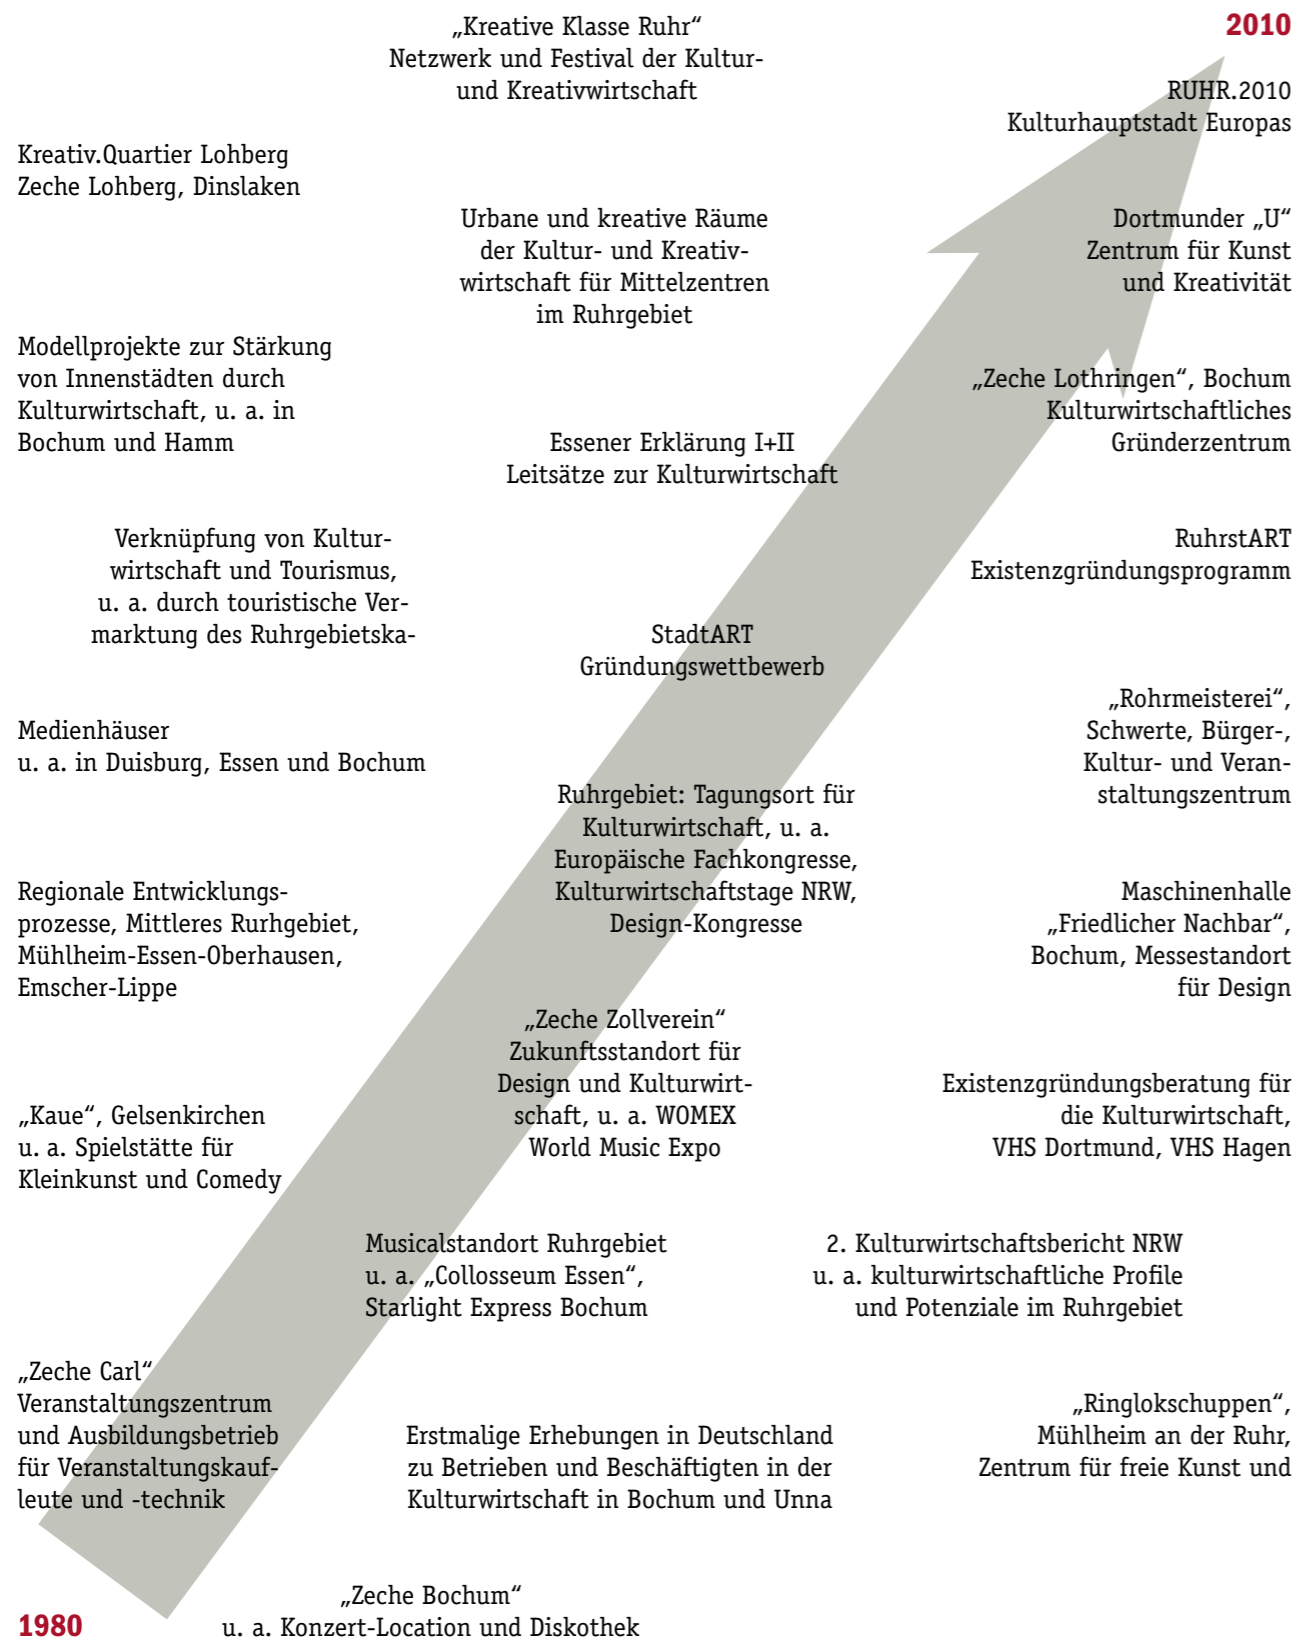 „Kreative Klasse Ruhr“
Netzwerk und Festival der Kultur-
und Kreativwirtschaft
2010
RUHR.2010
Kulturhauptstadt Europas
Kreativ.Quartier Lohberg
Zeche Lohberg, Dinslaken
Urbane und kreative Räume
der Kultur- und Kreativ-
wirtschaft für Mittelzentren
im Ruhrgebiet
Dortmunder „U“
Zentrum für Kunst
und Kreativität
Modellprojekte zur Stärkung
von Innenstädten durch
Kulturwirtschaft, u. a. in
Bochum und Hamm
„Zeche Lothringen“, Bochum
Kulturwirtschaftliches
Gründerzentrum
Essener Erklärung I+II
Leitsätze zur Kulturwirtschaft
Verknüpfung von Kultur-
wirtschaft und Tourismus,
u. a. durch touristische Ver-
marktung des Ruhrgebietska-
RuhrstART
Existenzgründungsprogramm
StadtART
Gründungswettbewerb
„Rohrmeisterei“,
Schwerte, Bürger-,
Kultur- und Veran-
staltungszentrum
Medienhäuser
u. a. in Duisburg, Essen und Bochum
Ruhrgebiet: Tagungsort für
Kulturwirtschaft, u. a.
Europäische Fachkongresse,
Kulturwirtschaftstage NRW,
Design-Kongresse
Regionale Entwicklungs-
prozesse, Mittleres Rurhgebiet,
Mühlheim-Essen-Oberhausen,
Emscher-Lippe
Maschinenhalle
„Friedlicher Nachbar“,
Bochum, Messestandort
für Design
„Zeche Zollverein“
Zukunftsstandort für
Design und Kulturwirt-
schaft, u. a. WOMEX
World Music Expo
Existenzgründungsberatung für
die Kulturwirtschaft,
VHS Dortmund, VHS Hagen
„Kaue“, Gelsenkirchen
u. a. Spielstätte für
Kleinkunst und Comedy
Musicalstandort Ruhrgebiet
u. a. „Collosseum Essen“,
Starlight Express Bochum
2. Kulturwirtschaftsbericht NRW
u. a. kulturwirtschaftliche Profile
und Potenziale im Ruhrgebiet
„Zeche Carl“
Veranstaltungszentrum
und Ausbildungsbetrieb
für Veranstaltungskauf-
leute und -technik
Erstmalige Erhebungen in Deutschland
zu Betrieben und Beschäftigten in der
Kulturwirtschaft in Bochum und Unna
„Ringlokschuppen“,
Mühlheim an der Ruhr,
Zentrum für freie Kunst und
„Zeche Bochum“
u. a. Konzert-Location und Diskothek
1980